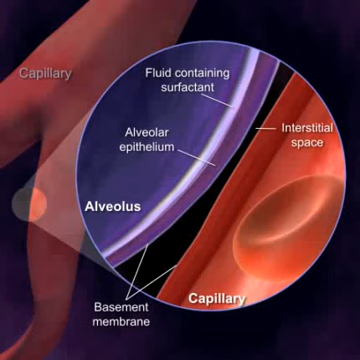 Capillary
Fluid containing
surfactant
Alveolar
epithelium
Interstitial
space
Alveolus
Capillary
Basement
membrane